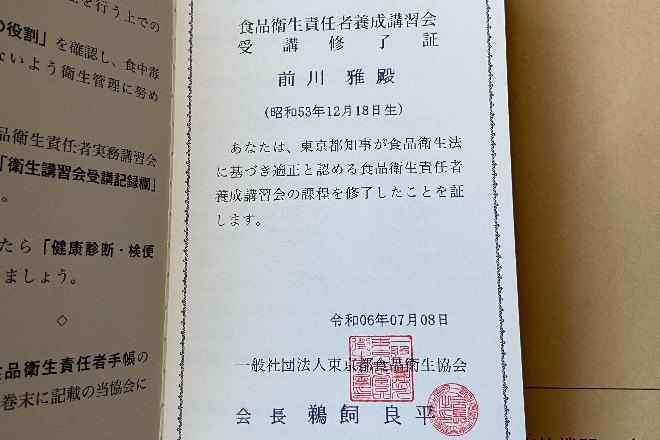 を行う上での
の役割」を確認し、食中毒
ないよう衛生管理に努め
品衛生責任者実務講習会
「衛生講習会受講記録欄」
。
たら「健康診断・検便
ましょう。
◇
食品衛生責任者手帳の
巻末に記載の当協会に
食品衛生責任者養成講習会
受講修了証
前川 雅 殿
(昭和53年12月18日生)
あなたは、東京都知事が食品衛生法
に基づき適正と認める食品衛生責任者
養成講習会の課程を修了したことを証
します。
令和06年07月08日
一般社団法人東京都食品衛生協会
会長 鵜飼良平